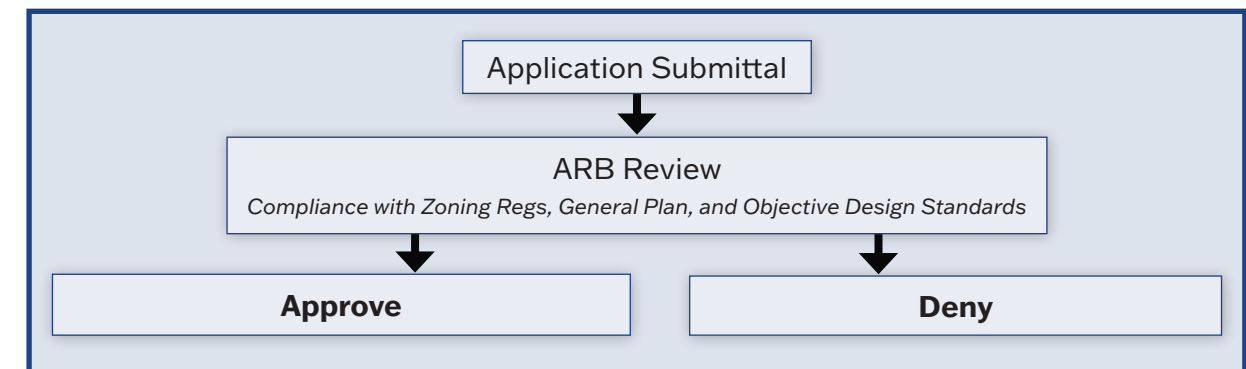 Application Submittal
ARB Review
Compliance with Zoning Regs, General Plan, and Objective Design Standards
Approve
Deny